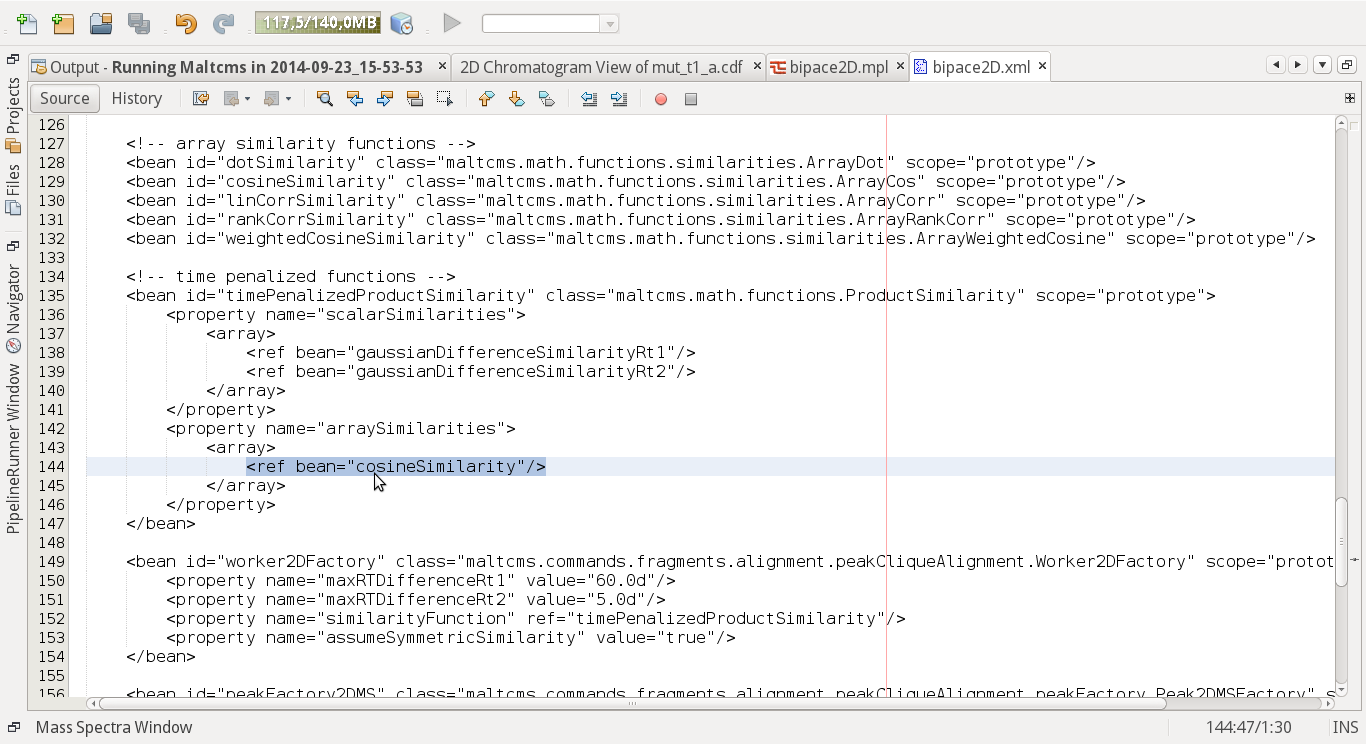 117,5/140,0MB
Output - Running Maltcms in 2014-09-23_15-53-53
2D Chromatogram View of mut_t1_a.cdf
bipace2D.mpl
bipace2D.xml
Source
History
Projects
Files
Navigator
PipelineRunner Window
126
127 <!-- array similarity functions -->
128 <bean id="dotSimilarity" class="maltcms.math.functions.similarities.ArrayDot" scope="prototype"/>
129 <bean id="cosineSimilarity" class="maltcms.math.functions.similarities.ArrayCos" scope="prototype"/>
130 <bean id="linCorrSimilarity" class="maltcms.math.functions.similarities.ArrayCorr" scope="prototype"/>
131 <bean id="rankCorrSimilarity" class="maltcms.math.functions.similarities.ArrayRankCorr" scope="prototype"/>
132 <bean id="weightedCosineSimilarity" class="maltcms.math.functions.similarities.ArrayWeightedCosine" scope="prototype"/>
133
134 <!-- time penalized functions -->
135 <bean id="timePenalizedProductSimilarity" class="maltcms.math.functions.ProductSimilarity" scope="prototype">
136 <property name="scalarSimilarities">
137 <array>
138 <ref bean="gaussianDifferenceSimilarityRt1"/>
139 <ref bean="gaussianDifferenceSimilarityRt2"/>
140 </array>
141 </property>
142 <property name="arraySimilarities">
143 <array>
144 <ref bean="cosineSimilarity"/>
145 </array>
146 </property>
147 </bean>
148
149 <bean id="worker2DFactory" class="maltcms.commands.fragments.alignment.peakCliqueAlignment.Worker2DFactory" scope="protot
150 <property name="maxRTDifferenceRt1" value="60.0d"/>
151 <property name="maxRTDifferenceRt2" value="5.0d"/>
152 <property name="similarityFunction" ref="timePenalizedProductSimilarity"/>
153 <property name="assumeSymmetricSimilarity" value="true"/>
154 </bean>
155
156 <bean id="peakFactory2DMS" class="maltcms.commands.fragments.alignment.peakCliqueAlignment.peakFactory.Peak2DMSFactory" s
Mass Spectra Window
144:47/1:30
INS